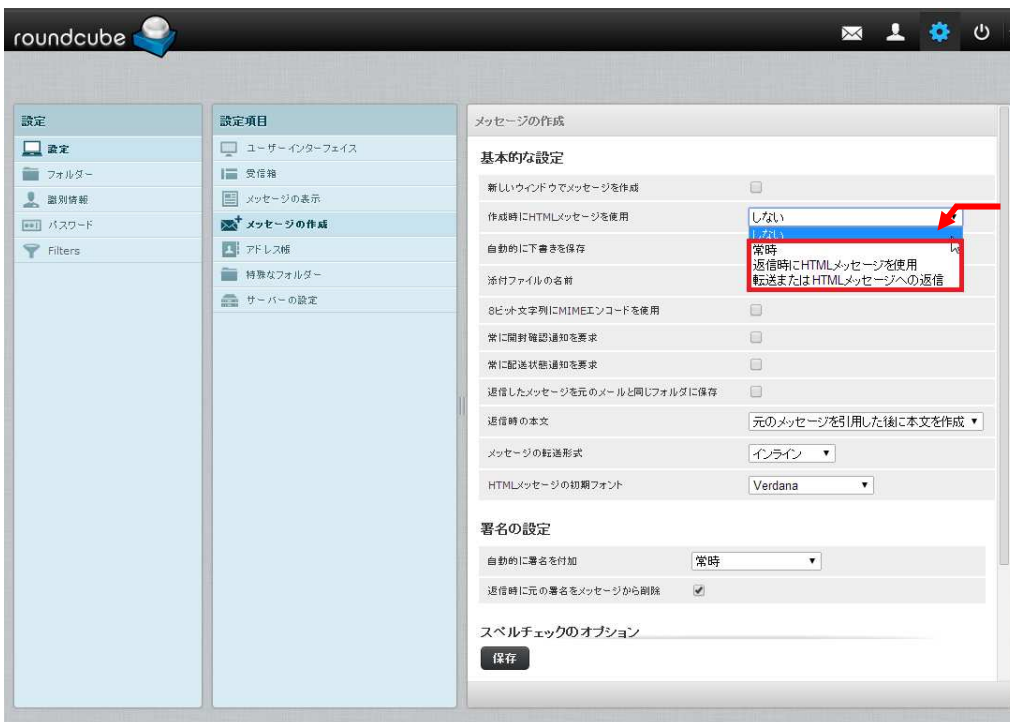 roundcube
設定
設定
フォルダー
識別情報
パスワード
Filters
設定項目
ユーザーインターフェイス
受信箱
メッセージの表示
メッセージの作成
アドレス帳
特殊なフォルダー
サーバーの設定
メッセージの作成
基本的な設定
新しいウィンドウでメッセージを作成
作成時にHTMLメッセージを使用 しない
しない
自動的に下書きを保存 常時
返信時にHTMLメッセージを使用
添付ファイルの名前 転送またはHTMLメッセージへの返信
8ビット文字列にMIMEエンコードを使用
常に開封確認通知を要求
常に配送状態通知を要求
返信したメッセージを元のメールと同じフォルダに保存
返信時の本文 元のメッセージを引用した後に本文を作成
メッセージの転送形式 インライン
HTMLメッセージの初期フォント Verdana
署名の設定
自動的に署名を付加 常時
返信時に元の署名をメッセージから削除
スペルチェックのオプション
保存